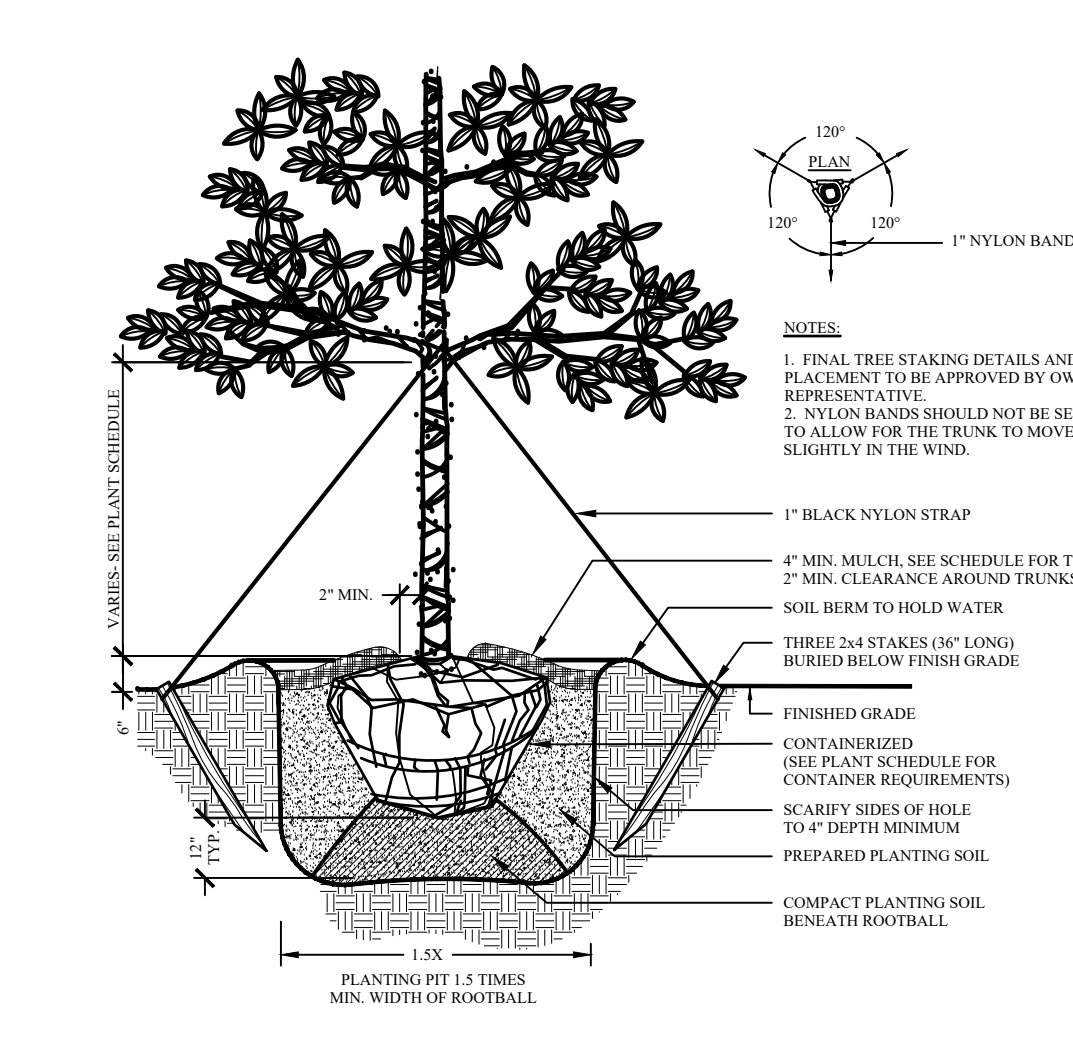 120°
PLAN
120°
120°
1" NYLON BAND
NOTES:
1. FINAL TREE STAKING DETAILS AND
PLACEMENT TO BE APPROVED BY
REPRESENTATIVE.
2. NYLON BANDS SHOULD NOT BE
TO ALLOW FOR THE TRUNK TO MOVE
SLIGHTLY IN THE WIND.
VARIES- SEE PLANT SCHEDULE
1" BLACK NYLON STRAP
4" MIN. MULCH, SEE SCHEDULE FOR
2" MIN. CLEARANCE AROUND TRUNKS
2" MIN.
SOIL BERM TO HOLD WATER
THREE 2x4 STAKES (36" LONG)
BURIED BELOW FINISH GRADE
6"
FINISHED GRADE
CONTAINERIZED
(SEE PLANT SCHEDULE FOR
CONTAINER REQUIREMENTS)
SCARIFY SIDES OF HOLE
TO 4" DEPTH MINIMUM
12"
TYP.
PREPARED PLANTING SOIL
COMPACT PLANTING SOIL
BENEATH ROOTBALL
1.5X
PLANTING PIT 1.5 TIMES
MIN. WIDTH OF ROOTBALL